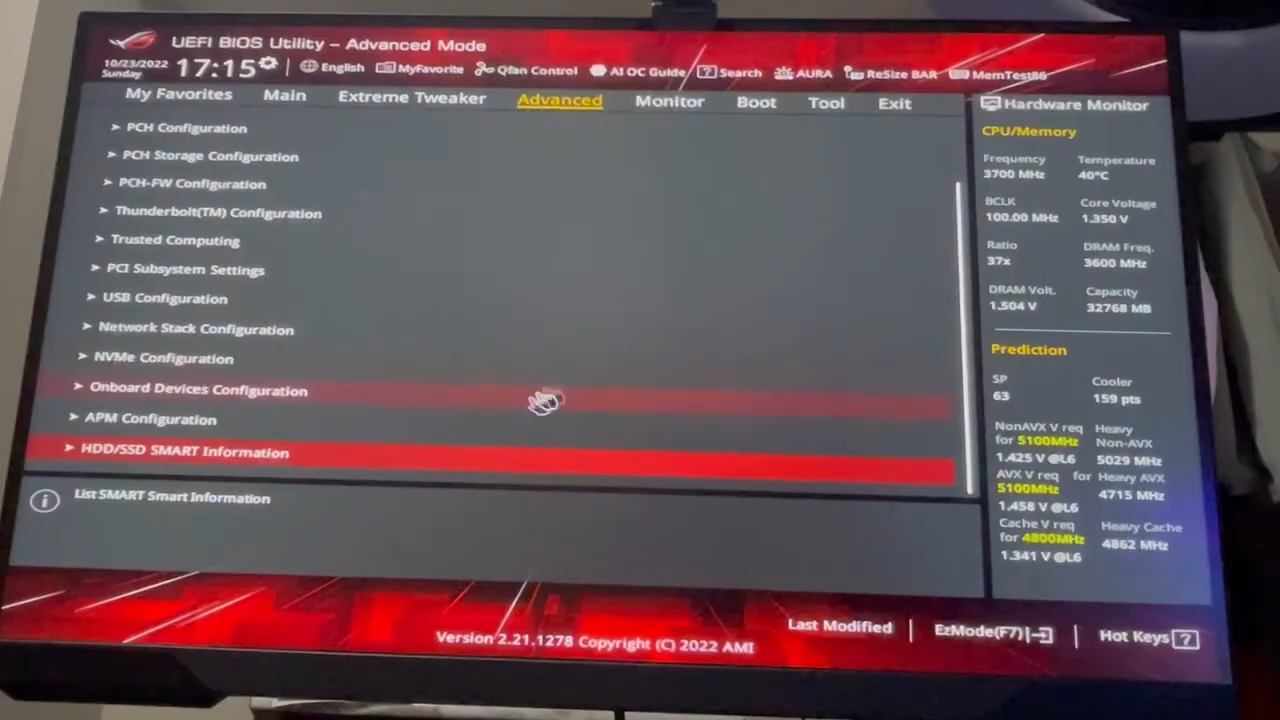 UEFI BIOS Utility – Advanced Mode
10/23/2022
Sunday
17:15
English
MyFavorite
Qfan Control
AI OC Guide
Search
AURA
ReSize BAR
MemTest86
My Favorites
Main
Extreme Tweaker
Advanced
Monitor
Boot
Tool
Exit
PCH Configuration
PCH Storage Configuration
PCH-FW Configuration
Thunderbolt(TM) Configuration
Trusted Computing
PCI Subsystem Settings
USB Configuration
Network Stack Configuration
NVMe Configuration
Onboard Devices Configuration
APM Configuration
HDD/SSD SMART Information
List SMART Smart Information
Hardware Monitor
CPU/Memory
Frequency Temperature
3700 MHz 40°C
BCLK Core Voltage
100.00 MHz 1.350 V
Ratio DRAM Freq.
37x 3600 MHz
DRAM Volt. Capacity
1.504 V 32768 MB
Prediction
SP Cooler
63 159 pts
NonAVX V req Heavy
for 5100MHz Non-AVX
1.425 V @L6 5029 MHz
AVX V req for Heavy AVX
5100MHz 4715 MHz
1.458 V @L6
Cache V req Heavy Cache
for 4800MHz 4862 MHz
1.341 V @L6
Last Modified
EzMode(F7)
Hot Keys ?
Version 2.21.1278 Copyright (C) 2022 AMI